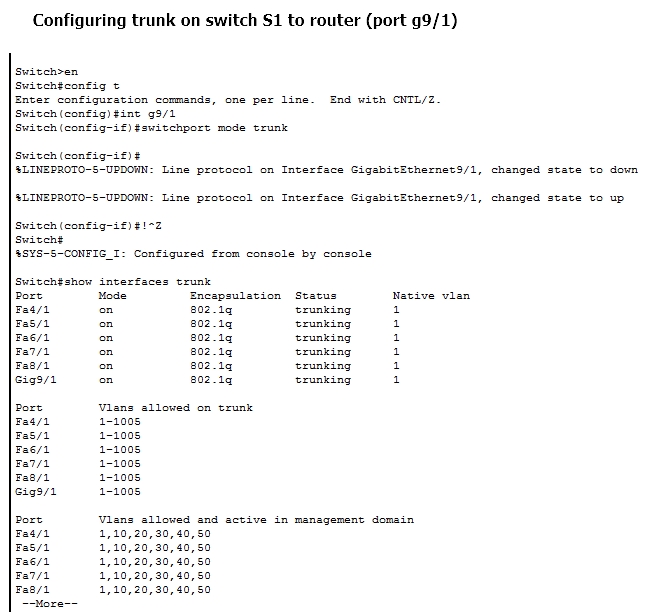 Configuring trunk on switch S1 to router (port g9/1)
Switch>en
Switch#config t
Enter configuration commands, one per line.  End with CNTL/Z.
Switch(config)#int g9/1
Switch(config-if)#switchport mode trunk
Switch(config-if)#
%LINEPROTO-5-UPDOWN: Line protocol on Interface GigabitEthernet9/1, changed state to down
%LINEPROTO-5-UPDOWN: Line protocol on Interface GigabitEthernet9/1, changed state to up
Switch(config-if)#!^Z
Switch#
%SYS-5-CONFIG_I: Configured from console by console
Switch#show interfaces trunk
Port        Mode         Encapsulation  Status        Native vlan
Fa4/1       on           802.1q         trunking      1
Fa5/1       on           802.1q         trunking      1
Fa6/1       on           802.1q         trunking      1
Fa7/1       on           802.1q         trunking      1
Fa8/1       on           802.1q         trunking      1
Gig9/1      on           802.1q         trunking      1
Port        Vlans allowed on trunk
Fa4/1       1-1005
Fa5/1       1-1005
Fa6/1       1-1005
Fa7/1       1-1005
Fa8/1       1-1005
Gig9/1      1-1005
Port        Vlans allowed and active in management domain
Fa4/1       1,10,20,30,40,50
Fa5/1       1,10,20,30,40,50
Fa6/1       1,10,20,30,40,50
Fa7/1       1,10,20,30,40,50
Fa8/1       1,10,20,30,40,50
 --More--